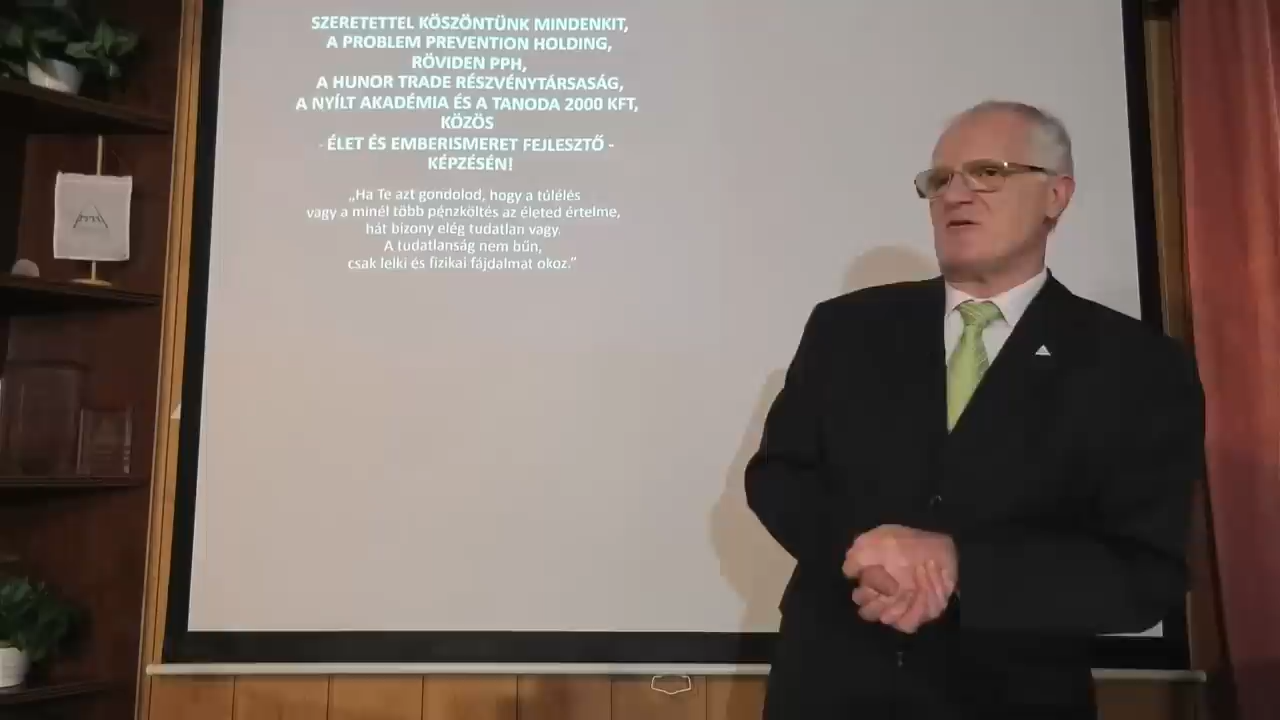 SZERETETTEL KÖSZÖNTÜNK MINDENKIT,
A PROBLEM PREVENTION HOLDING,
RÖVIDEN PPH,
A HUNOR TRADE RÉSZVÉNYTÁRSASÁG,
A NYÍLT AKADÉMIA ÉS A TANODA 2000 KFT,
KÖZÖS
- ÉLET ÉS EMBERISMERET FEJLESZTŐ -
KÉPZÉSÉN!
„Ha Te azt gondolod, hogy a túlélés
vagy a minél több pénzköltés az életed értelme,
hát bizony elég tudatlan vagy.
A tudatlanság nem bűn,
csak lelki és fizikai fájdalmat okoz.”